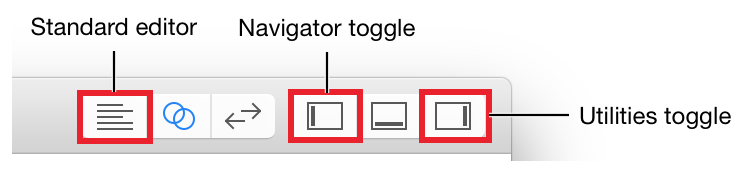 Standard editor
Navigator toggle
Utilities toggle